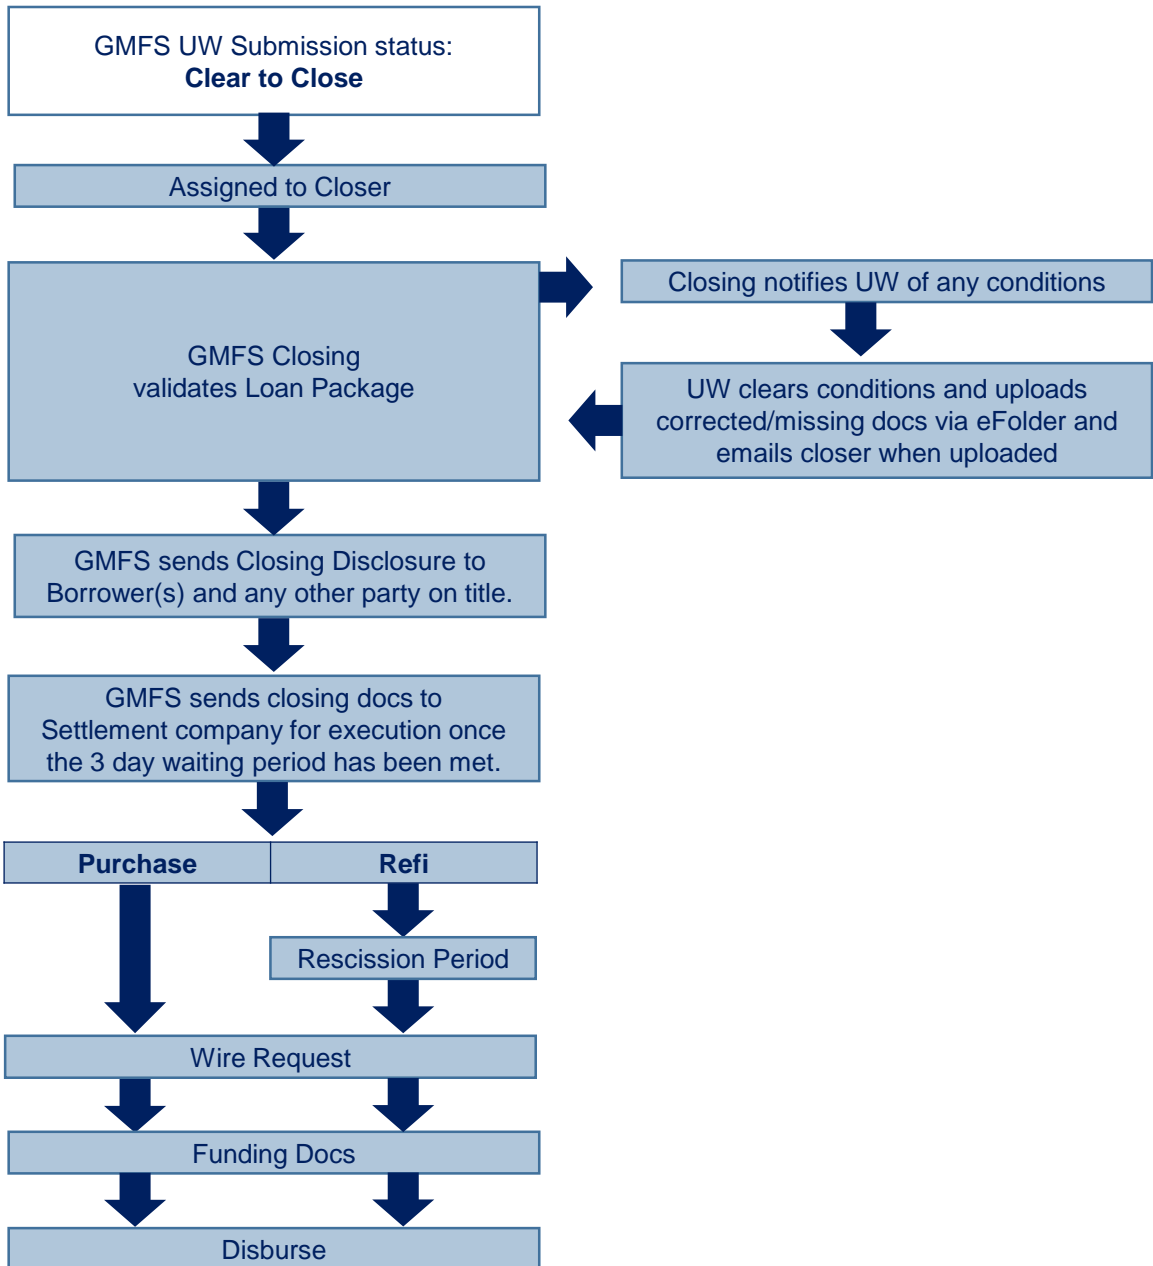 GMFS UW Submission status:
Clear to Close
Assigned to Closer
GMFS Closing
validates Loan Package
Closing notifies UW of any conditions
UW clears conditions and uploads
corrected/missing docs via eFolder and
emails closer when uploaded
GMFS sends Closing Disclosure to
Borrower(s) and any other party on title.
GMFS sends closing docs to
Settlement company for execution once
the 3 day waiting period has been met.
Purchase
Refi
Rescission Period
Wire Request
Funding Docs
Disburse